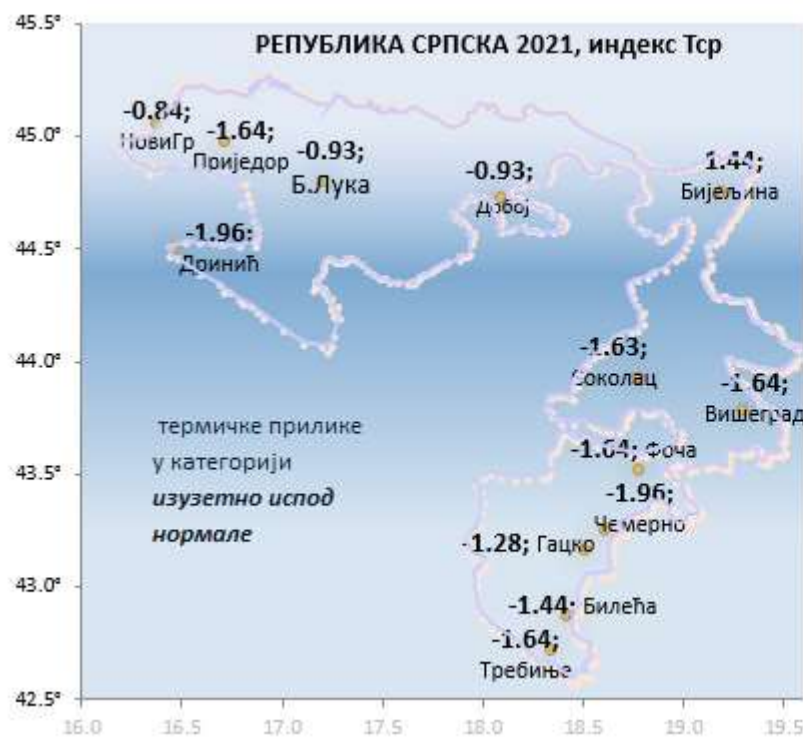 45.5°
РЕПУБЛИКА СРПСКА 2021, индекс Тср
-0.84;
НовиГр
45.0°
-1.64;
Приједор
-0.93;
Б.Лука
-0.93;
Добој
1.44;
Бијељина
-1.96;
Дринић
44.5°
44.0°
-1.63;
Соколац
-1.64;
Вишеград
термичке прилике
у категорији
изузетно испод
нормале
43.5°
-1.64; Фоча
-1.96;
Чемерно
-1.28; Гацко
43.0°
-1.44; Билећа
-1.64;
Требиње
42.5°
16.0 16.5 17.0 17.5 18.0 18.5 19.0 19.5